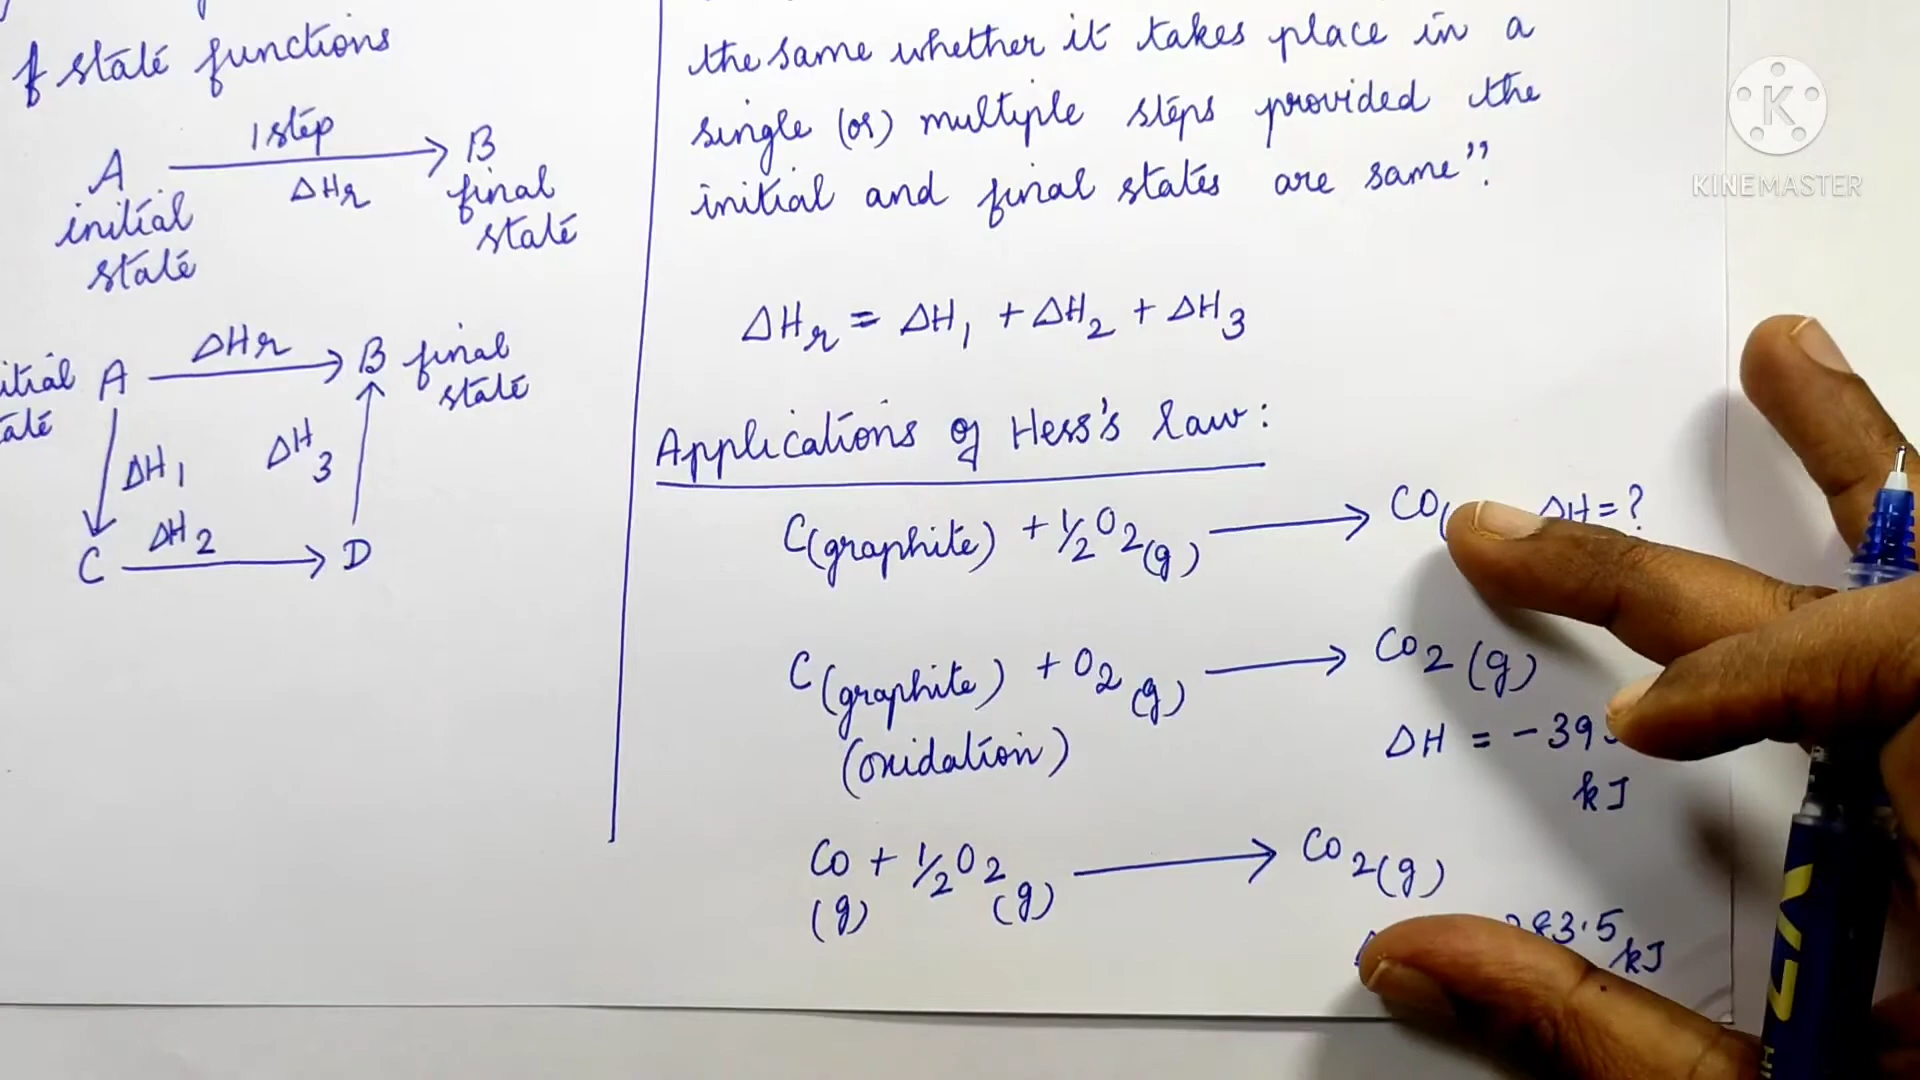 f state functions
1 step
A
B
ΔHr
initial
state
final
state
ΔHr
A
B final
state
ΔH1
ΔH3
ΔH2
C
D
the same whether it takes place in a
single (or) multiple steps provided the
initial and final states are same".
ΔHr = ΔH1 + ΔH2 + ΔH3
Applications of Hess's law:
C(graphite) + 1/2O2(g) → CO( ΔH = ?
C(graphite) + O2(g) → CO2(g)
(oxidation)
ΔH = -39
kJ
CO + 1/2O2 → CO2(g)
(g) (g)
83.5 kJ
KINEMASTER